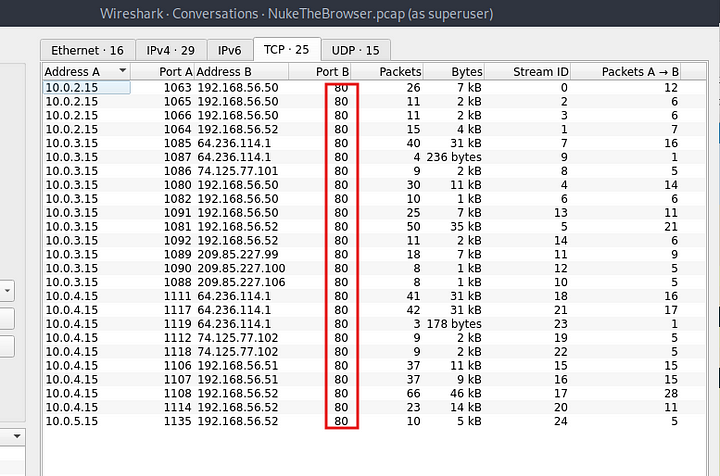 Wireshark · Conversations · NukeTheBrowser.pcap (as superuser)
Ethernet · 16 IPv4 · 29 IPv6 TCP · 25 UDP · 15
Address A Port A Address B Port B Packets Bytes Stream ID Packets A → B
10.0.2.15 1063 192.168.56.50 80 26 7 kB 0 12
10.0.2.15 1065 192.168.56.50 80 11 2 kB 2 6
10.0.2.15 1066 192.168.56.50 80 11 2 kB 3 6
10.0.2.15 1064 192.168.56.52 80 15 4 kB 1 7
10.0.3.15 1085 64.236.114.1 80 40 31 kB 7 16
10.0.3.15 1087 64.236.114.1 80 4 236 bytes 9 1
10.0.3.15 1086 74.125.77.101 80 9 2 kB 8 5
10.0.3.15 1080 192.168.56.50 80 30 11 kB 4 14
10.0.3.15 1082 192.168.56.50 80 10 1 kB 6 6
10.0.3.15 1091 192.168.56.50 80 25 7 kB 13 11
10.0.3.15 1081 192.168.56.52 80 50 35 kB 5 21
10.0.3.15 1092 192.168.56.52 80 11 2 kB 14 6
10.0.3.15 1089 209.85.227.99 80 18 7 kB 11 9
10.0.3.15 1090 209.85.227.100 80 8 1 kB 12 5
10.0.3.15 1088 209.85.227.106 80 8 1 kB 10 5
10.0.4.15 1111 64.236.114.1 80 41 31 kB 18 16
10.0.4.15 1117 64.236.114.1 80 42 31 kB 21 17
10.0.4.15 1119 64.236.114.1 80 3 178 bytes 23 1
10.0.4.15 1112 74.125.77.102 80 9 2 kB 19 5
10.0.4.15 1118 74.125.77.102 80 9 2 kB 22 5
10.0.4.15 1106 192.168.56.51 80 37 11 kB 15 15
10.0.4.15 1107 192.168.56.51 80 37 9 kB 16 15
10.0.4.15 1108 192.168.56.52 80 66 46 kB 17 28
10.0.4.15 1114 192.168.56.52 80 23 14 kB 20 11
10.0.5.15 1135 192.168.56.52 80 10 5 kB 24 5